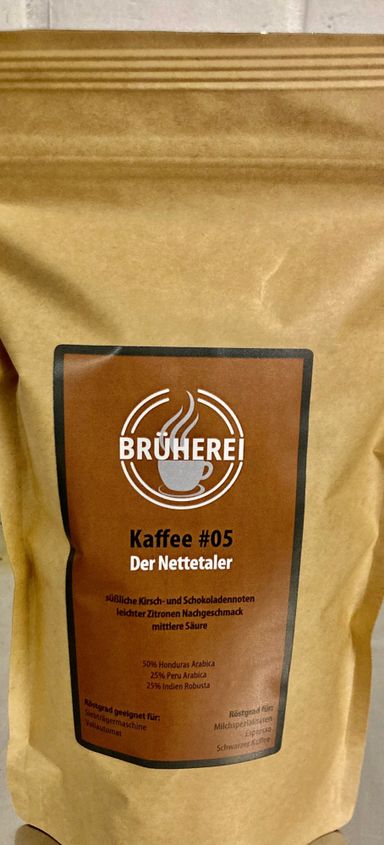 BRÜHEREI
Kaffee #05
Der Nettetaler
süßliche Kirsch- und Schokoladennoten
leichter Zitronen Nachgeschmack
mittlere Säure
50% Honduras Arabica
25% Peru Arabica
25% Indien Robusta
Röstgrad geeignet für:
Siebträgermaschine
Vollautomat
Röstgrad für:
Milchspezialitäten
Espresso
Schwarzer Kaffee